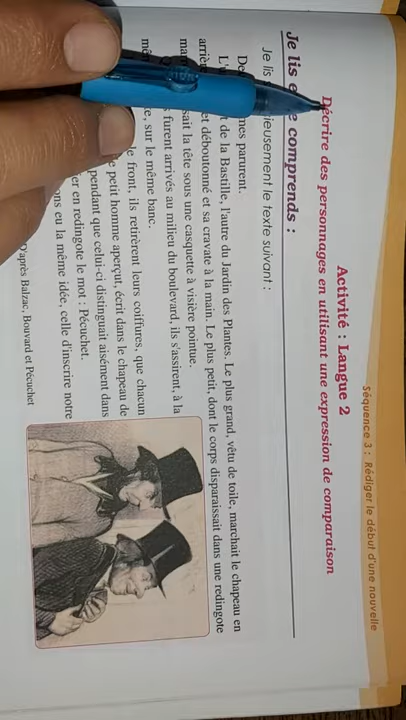 Séquence 3 : Rédiger le début d'une nouvelle
Activité : Langue 2
Décrire des personnages en utilisant une expression de comparaison
Je lis e comprends :
Je lis ieusement le texte suivant :
De mes parurent.
L'u t de la Bastille, l'autre du Jardin des Plantes. Le plus grand, vêtu de toile, marchait le chapeau en
arrière et déboutonné et sa cravate à la main. Le plus petit, dont le corps disparaissait dans une redingote
mar sait la tête sous une casquette à visière pointue.
s furent arrivés au milieu du boulevard, ils s'assirent, à la
mê e, sur le même banc.
le front, ils retirèrent leurs coiffures, que chacun
e petit homme aperçut, écrit dans le chapeau de
pendant que celui-ci distinguait aisément dans
er en redingote le mot : Pécuchet.
ons eu la même idée, celle d'inscrire notre
D'après Balzac, Bouvard et Pécuchet